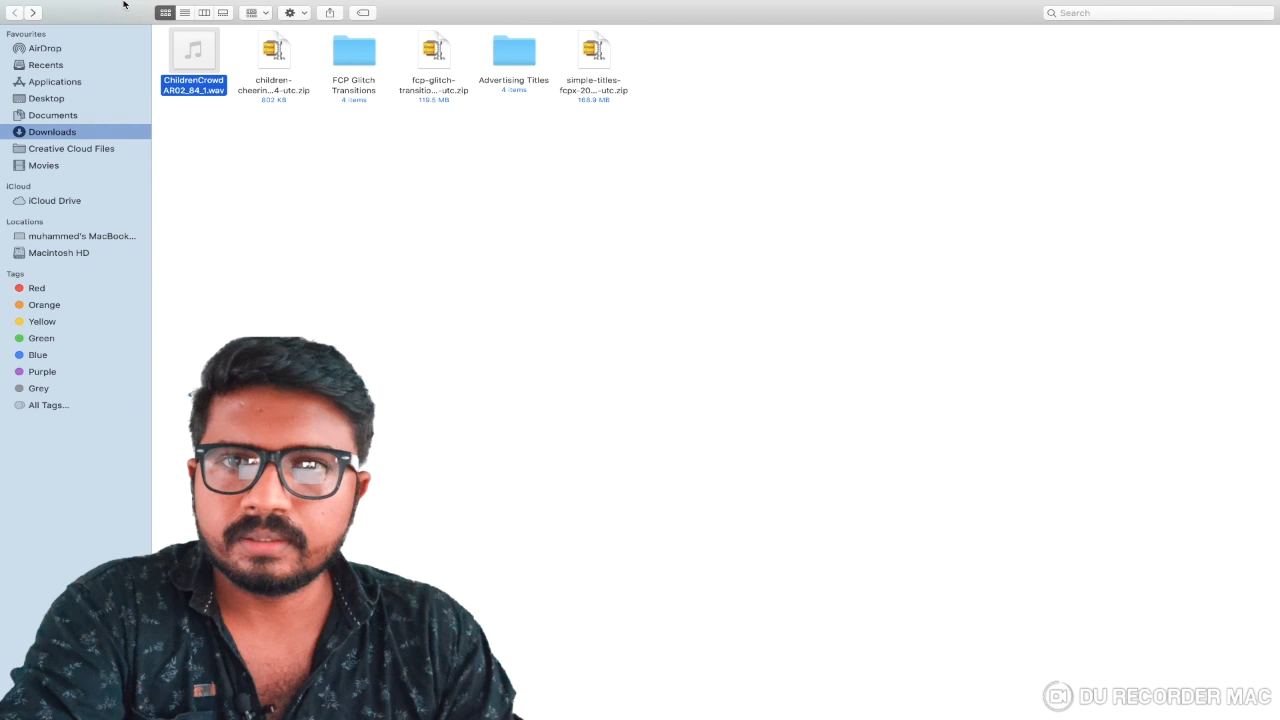 Search
Favourites
AirDrop
Recents
Applications
Desktop
Documents
Downloads
Creative Cloud Files
Movies
iCloud
iCloud Drive
Locations
muhammed's MacBook...
Macintosh HD
Tags
Red
Orange
Yellow
Green
Blue
Purple
Grey
All Tags...
ChildrenCrowd
AR02_84_1.wav
children-
cheerin...4-utc.zip
802 KB
FCP Glitch
Transitions
4 items
fcp-glitch-
transitio...-utc.zip
119.5 MB
Advertising Titles
4 items
simple-titles-
fcpx-20...-utc.zip
168.9 MB
DU RECORDER MAC